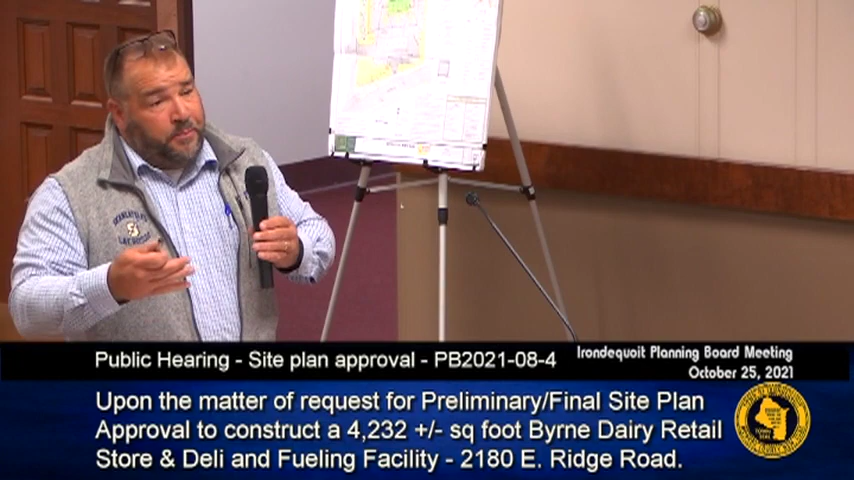 SKANEATELES
S
LACROSSE
Public Hearing - Site plan approval - PB2021-08-4
Irondequoit Planning Board Meeting
October 25, 2021
Upon the matter of request for Preliminary/Final Site Plan
Approval to construct a 4,232 +/- sq foot Byrne Dairy Retail
Store & Deli and Fueling Facility - 2180 E. Ridge Road.